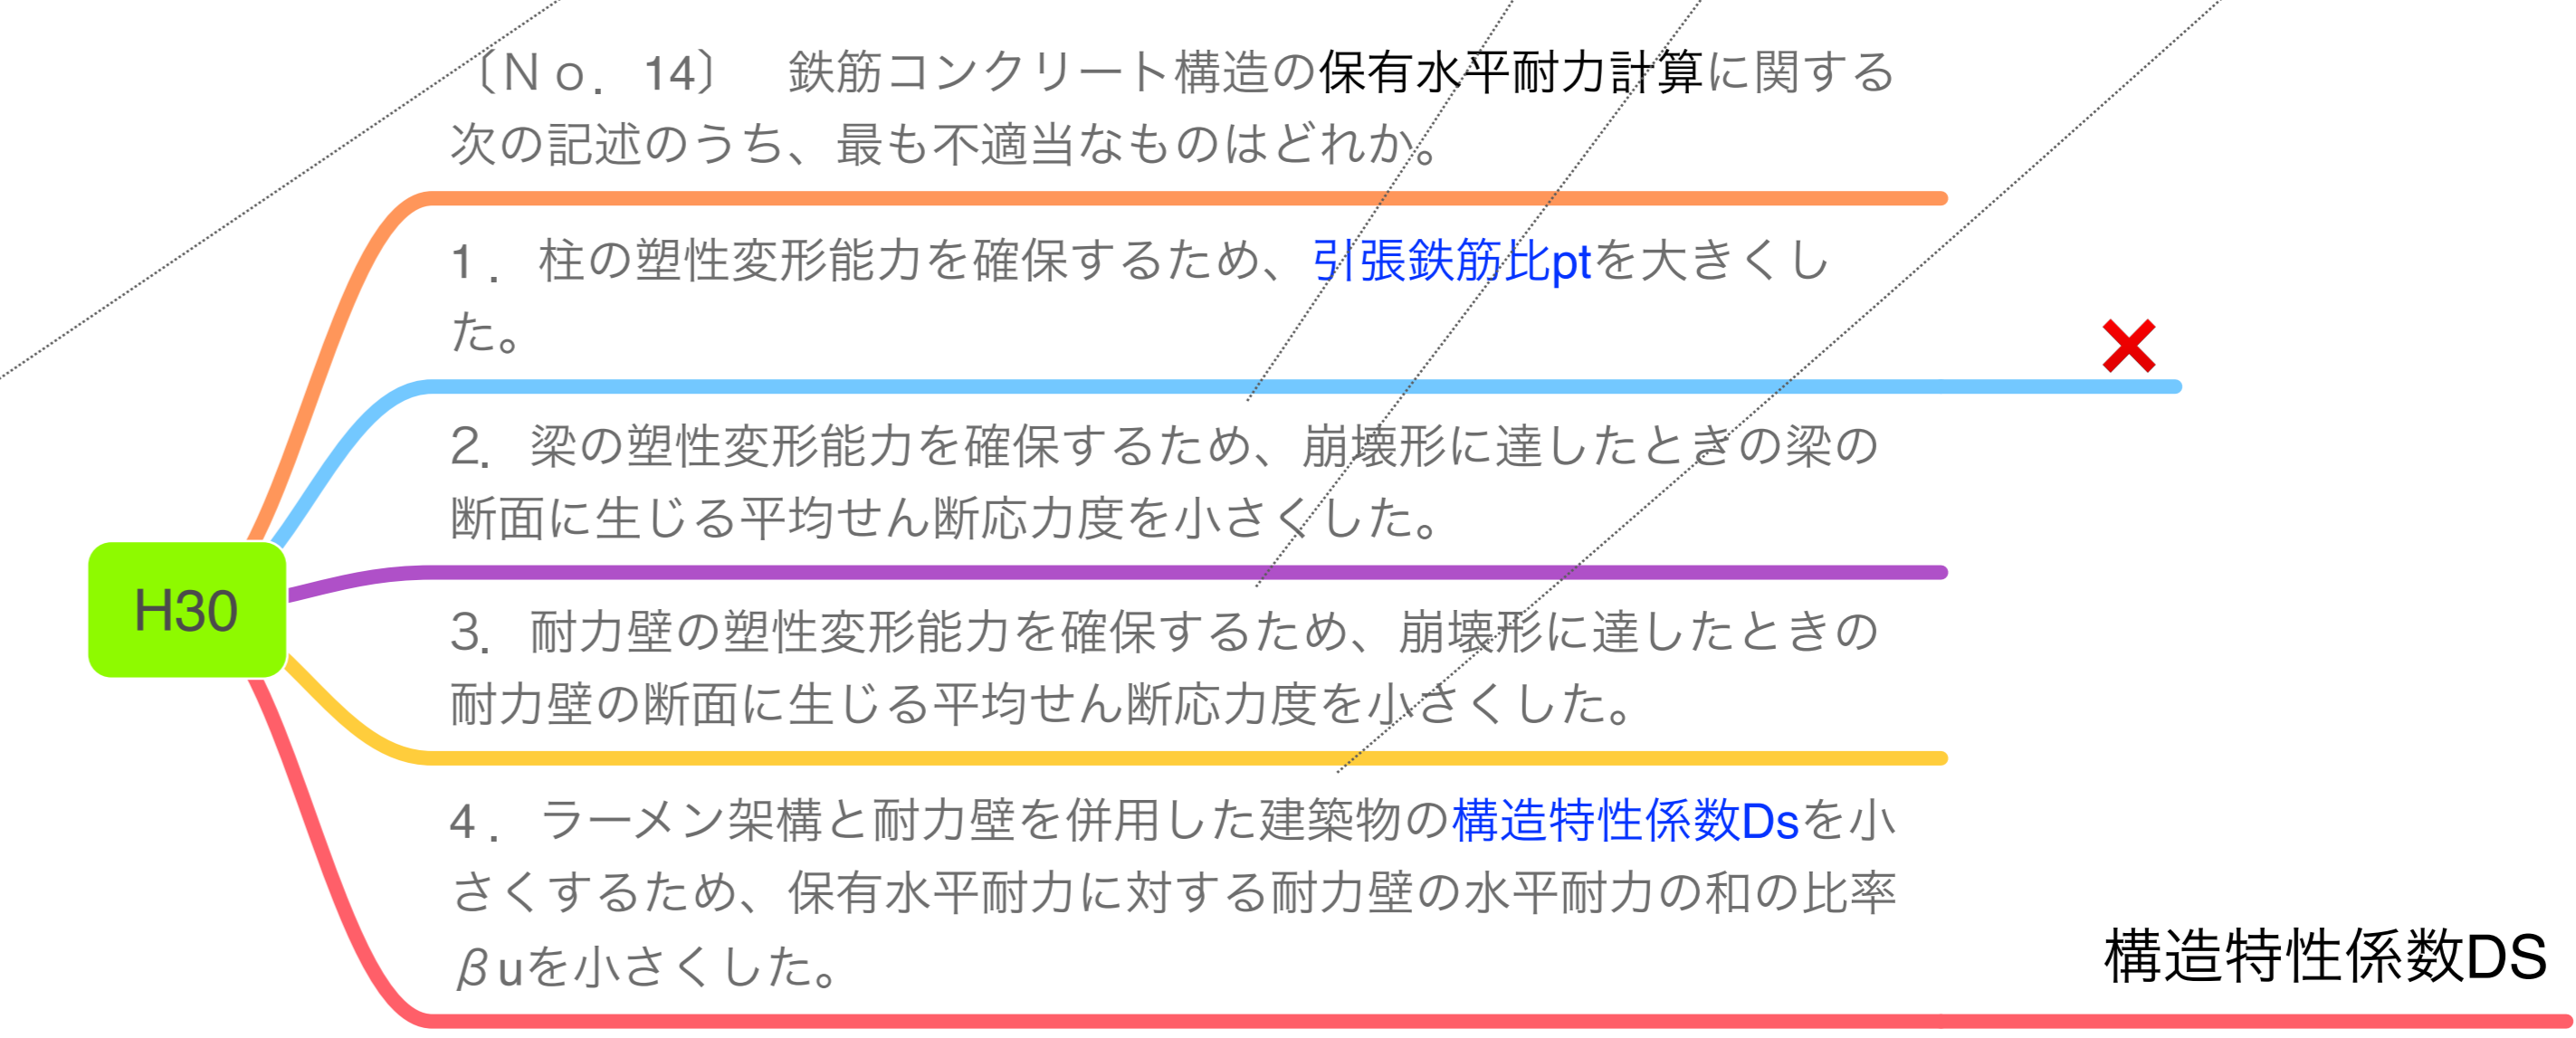 〔Ｎｏ．14〕　鉄筋コンクリート構造の保有水平耐力計算に関する
次の記述のうち、最も不適当なものはどれか。
1．柱の塑性変形能力を確保するため、引張鉄筋比ptを大きくし
た。
2．梁の塑性変形能力を確保するため、崩壊形に達したときの梁の
断面に生じる平均せん断応力度を小さくした。
H30
3．耐力壁の塑性変形能力を確保するため、崩壊形に達したときの
耐力壁の断面に生じる平均せん断応力度を小さくした。
4．ラーメン架構と耐力壁を併用した建築物の構造特性係数Dsを小
さくするため、保有水平耐力に対する耐力壁の水平耐力の和の比率
βuを小さくした。
構造特性係数DS